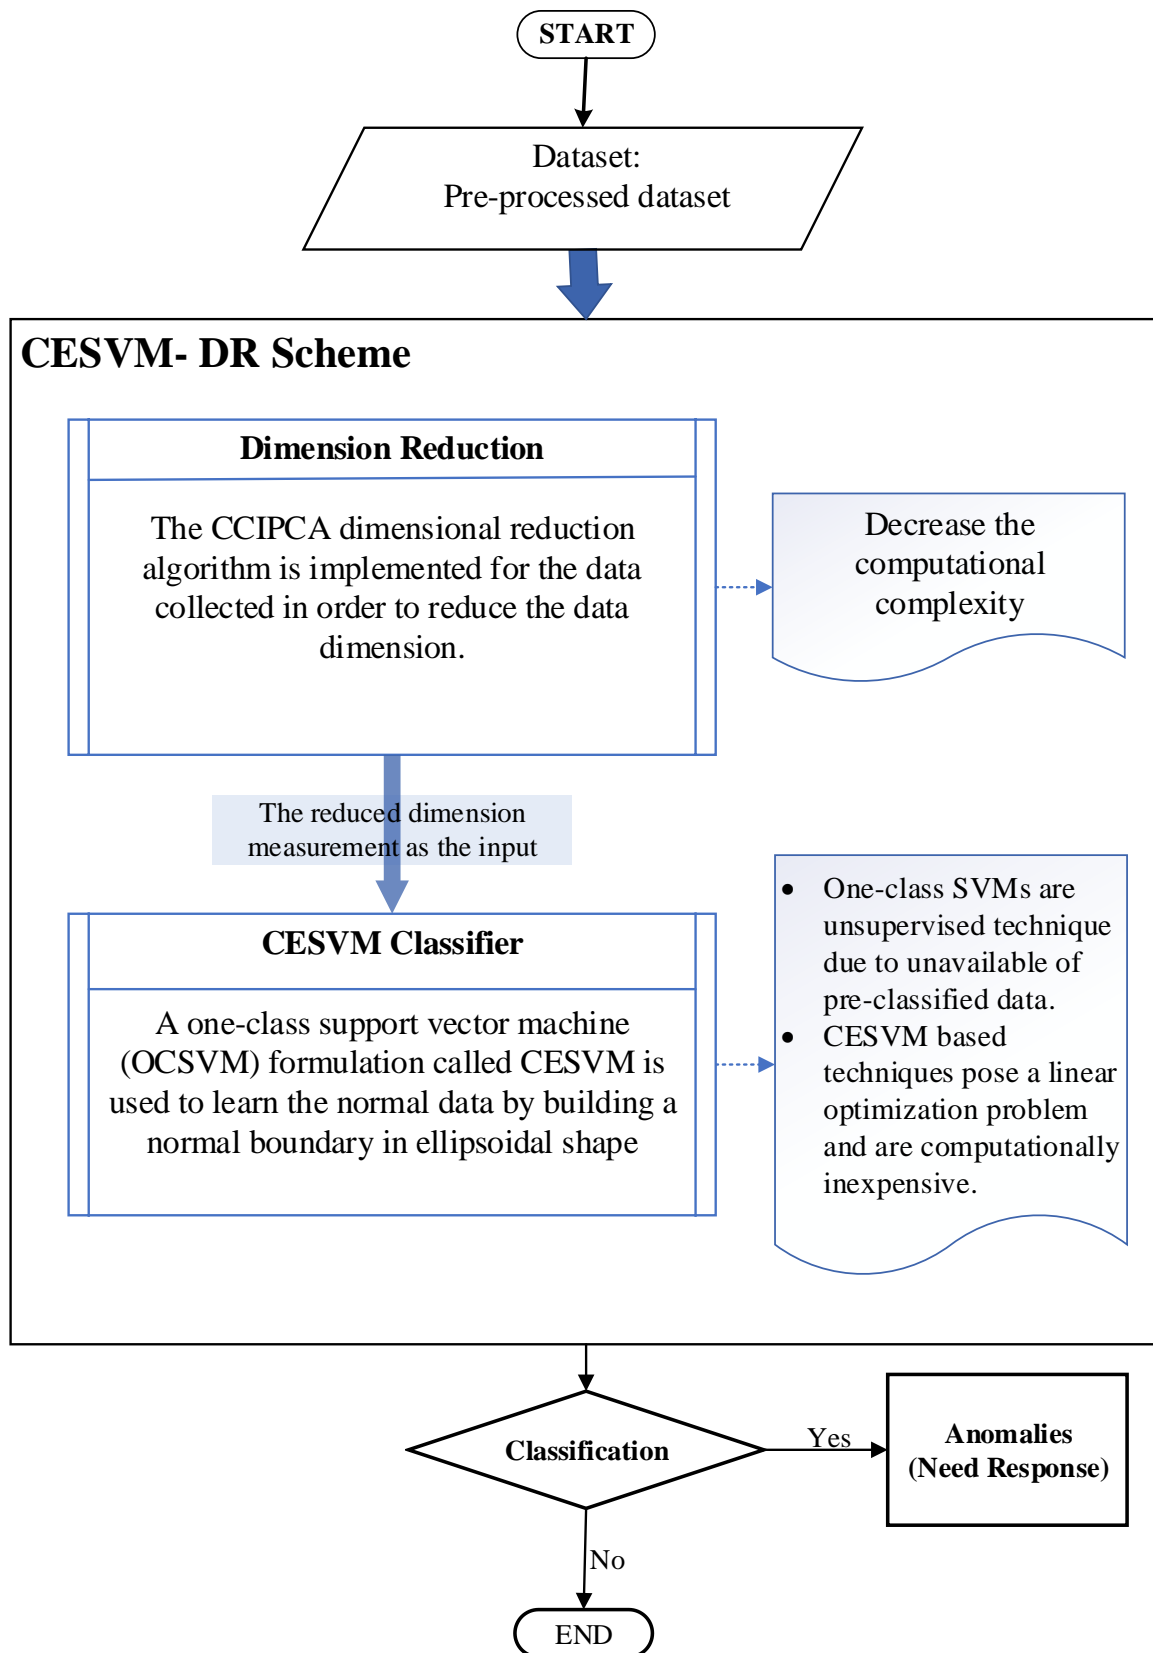 START
Dataset:
Pre-processed dataset
CESVM- DR Scheme
Dimension Reduction
The CCIPCA dimensional reduction
algorithm is implemented for the data
collected in order to reduce the data
dimension.
Decrease the
computational
complexity
The reduced dimension
measurement as the input
CESVM Classifier
A one-class support vector machine
(OCSVM) formulation called CESVM is
used to learn the normal data by building a
normal boundary in ellipsoidal shape
• One-class SVMs are
unsupervised technique
due to unavailable of
pre-classified data.
• CESVM based
techniques pose a linear
optimization problem
and are computationally
inexpensive.
Classification
Yes
Anomalies
(Need Response)
No
END